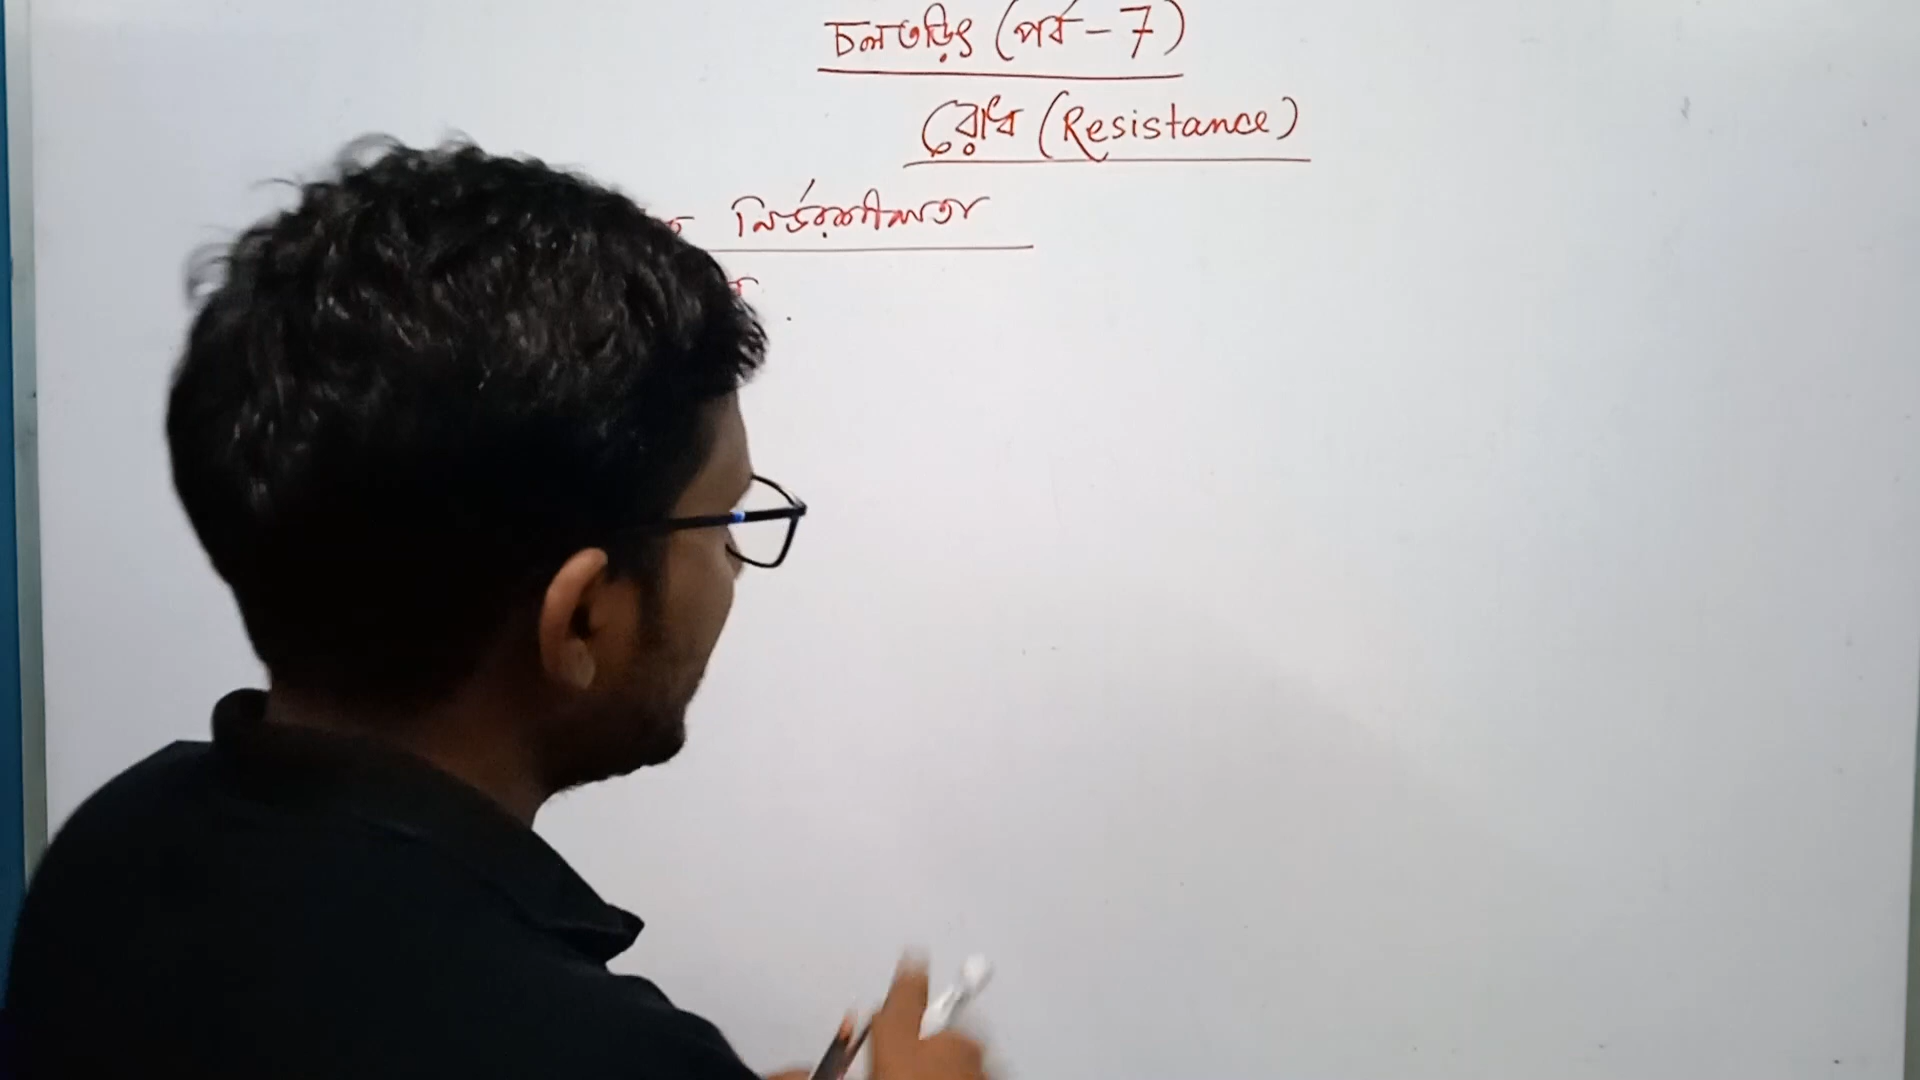 চলতড়িৎ (পর্ব - 7)
রোধ (Resistance)
নির্ভরশীলতা